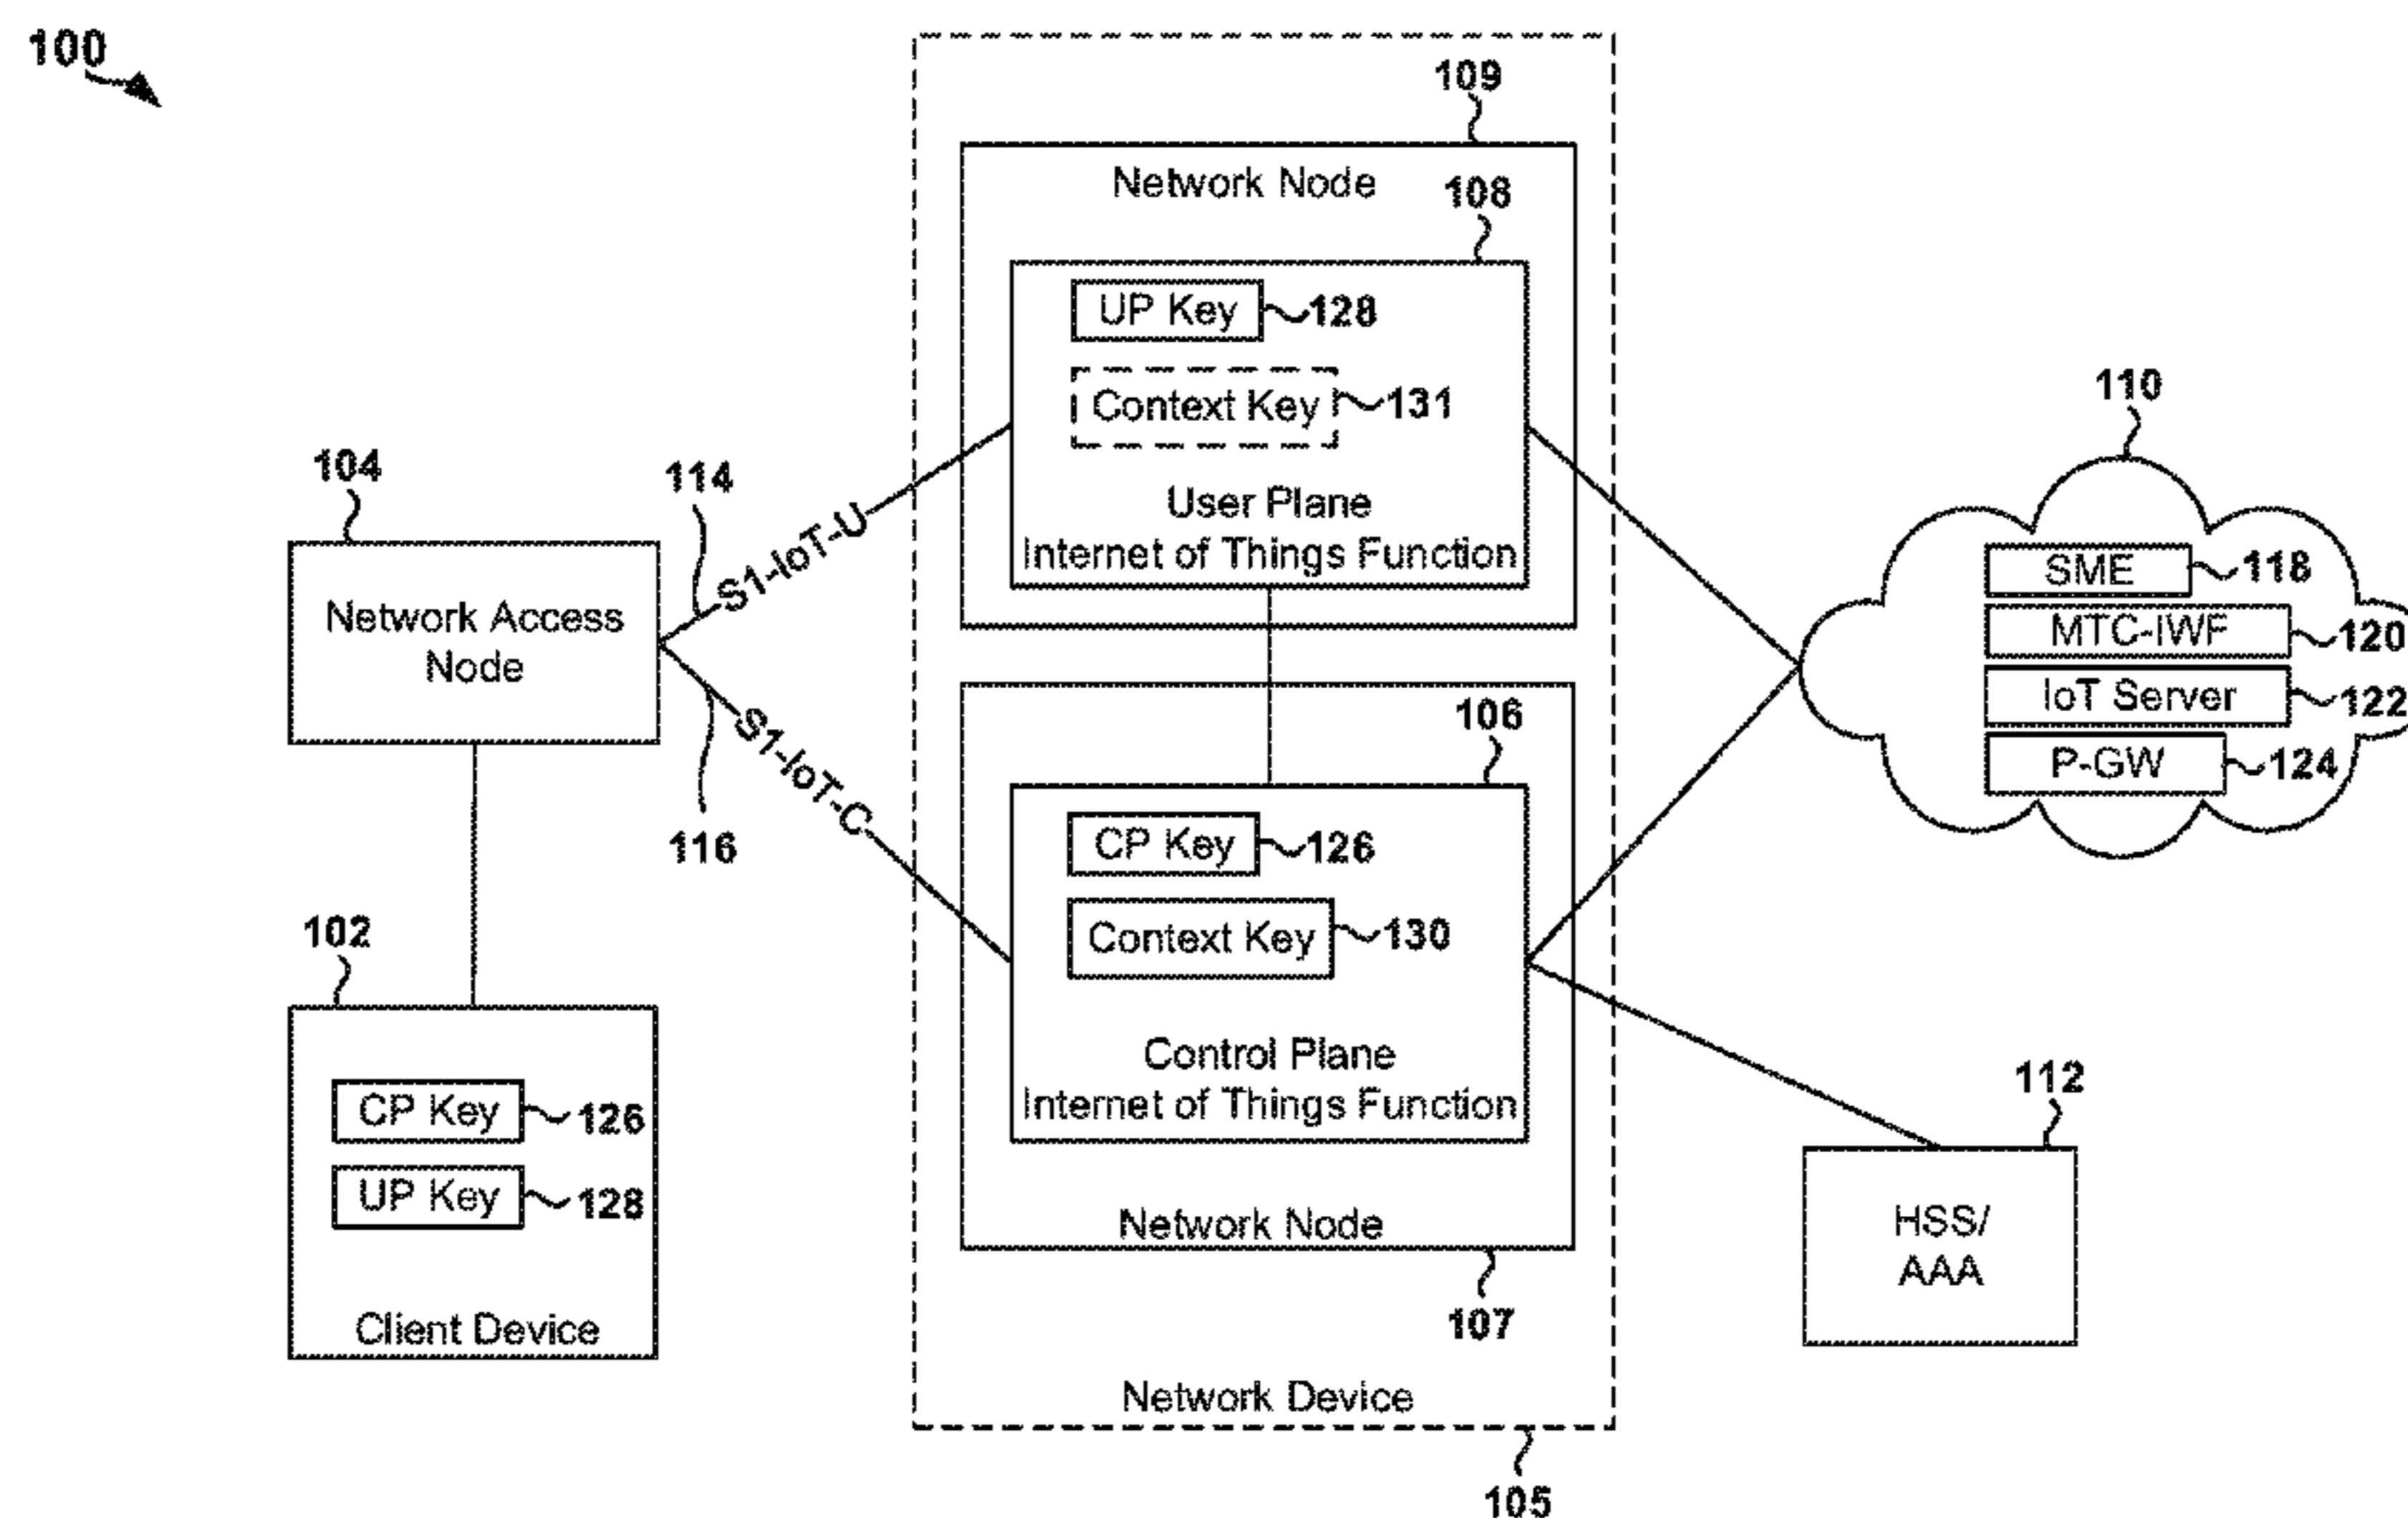 100
109
Network Node
108
UP Key
128
Context Key
131
User Plane
Internet of Things Function
110
SME
118
MTC-IWF
120
IoT Server
122
P-GW
124
104
Network Access
Node
114
S1-IoT-U
116
S1-IoT-C
106
CP Key
126
Context Key
130
Control Plane
Internet of Things Function
Network Node
107
Network Device
105
102
CP Key
126
UP Key
128
Client Device
112
HSS/
AAA